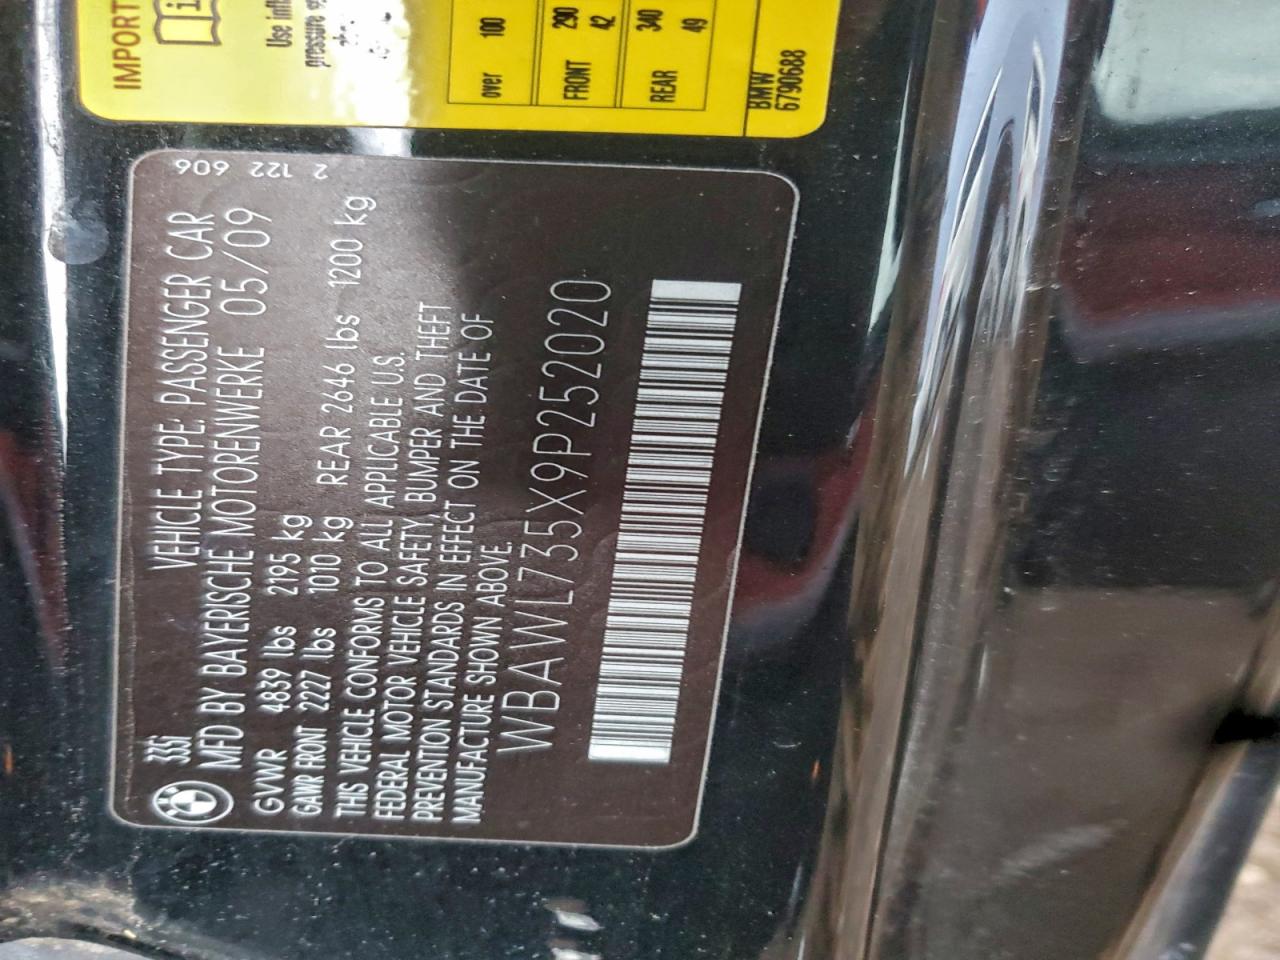 IMPORT
Use infl
pressure
over 100
FRONT 290
42
REAR 340
49
BMW
6790688
335i VEHICLE TYPE: PASSENGER CAR 606
MFD BY BAYERISCHE MOTORENWERKE 05/09
GVWR 4839 lbs 2195 kg 122
GAWR FRONT 2227 lbs 1010 kg REAR 2646 lbs 1200 kg 2
THIS VEHICLE CONFORMS TO ALL APPLICABLE U.S.
FEDERAL MOTOR VEHICLE SAFETY, BUMPER AND THEFT
PREVENTION STANDARDS IN EFFECT ON THE DATE OF
MANUFACTURE SHOWN ABOVE.
WBAWL735X9P252020